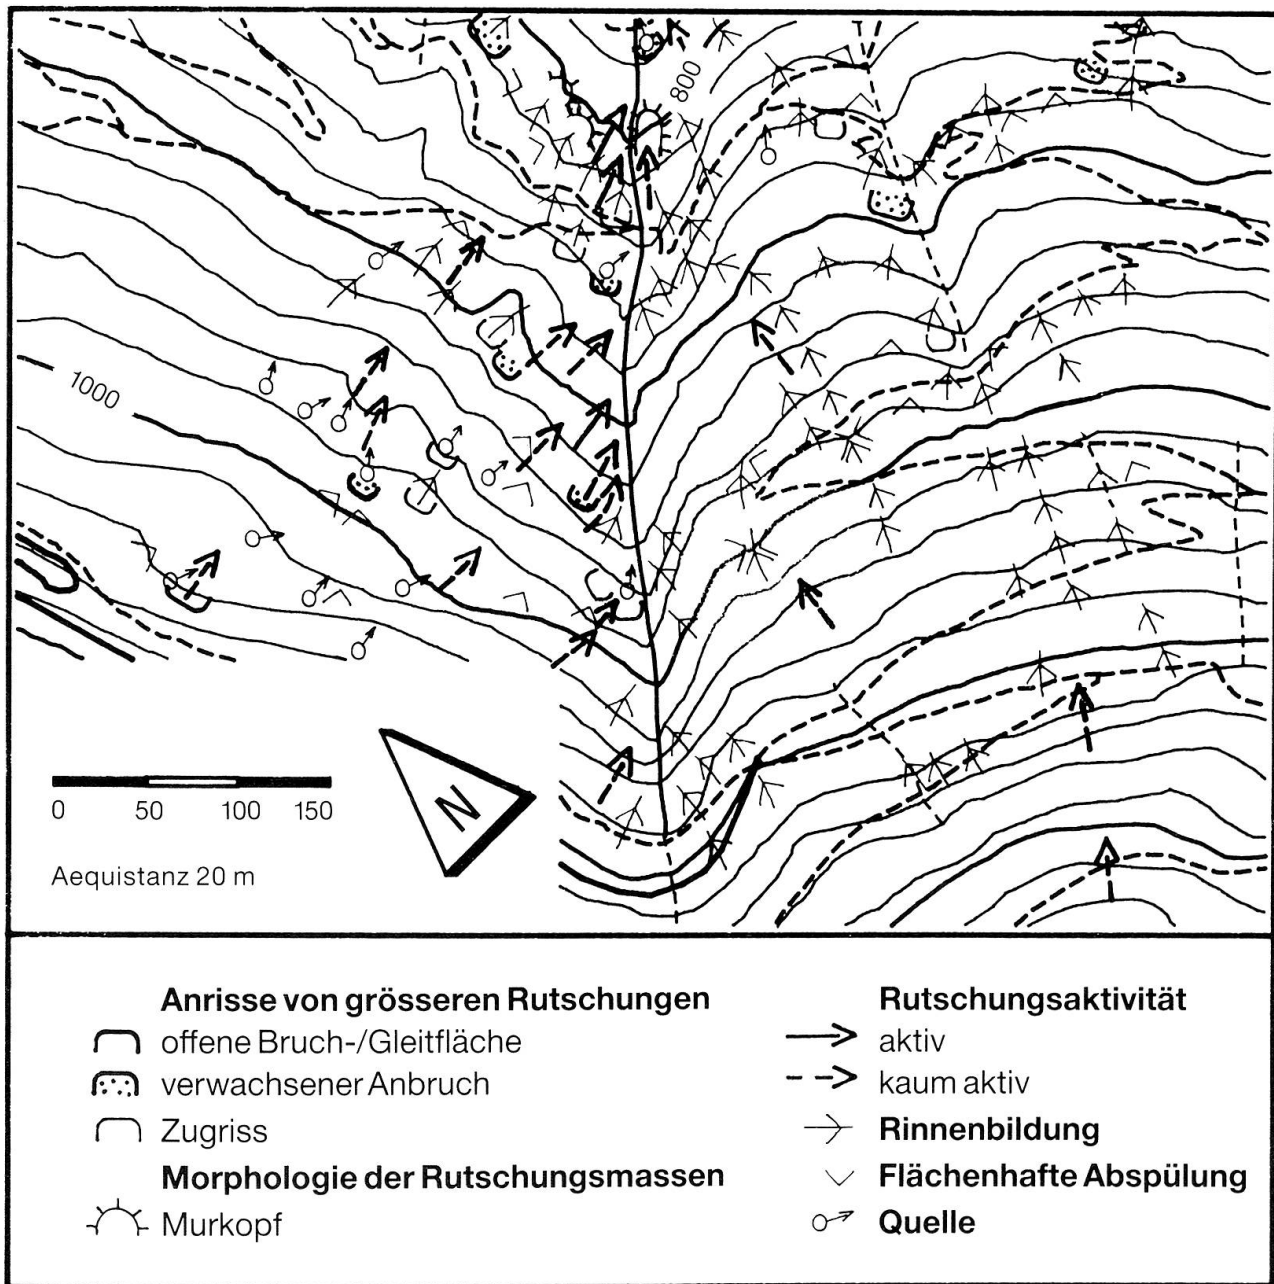 800
1000
N
0 50 100 150
Aequistanz 20 m
Anrisse von grösseren Rutschungen
offene Bruch-/Gleitfläche
verwachsener Anbruch
Zugriss
Morphologie der Rutschungsmassen
Murkopf
Rutschungsaktivität
aktiv
kaum aktiv
Rinnenbildung
Flächenhafte Abspülung
Quelle